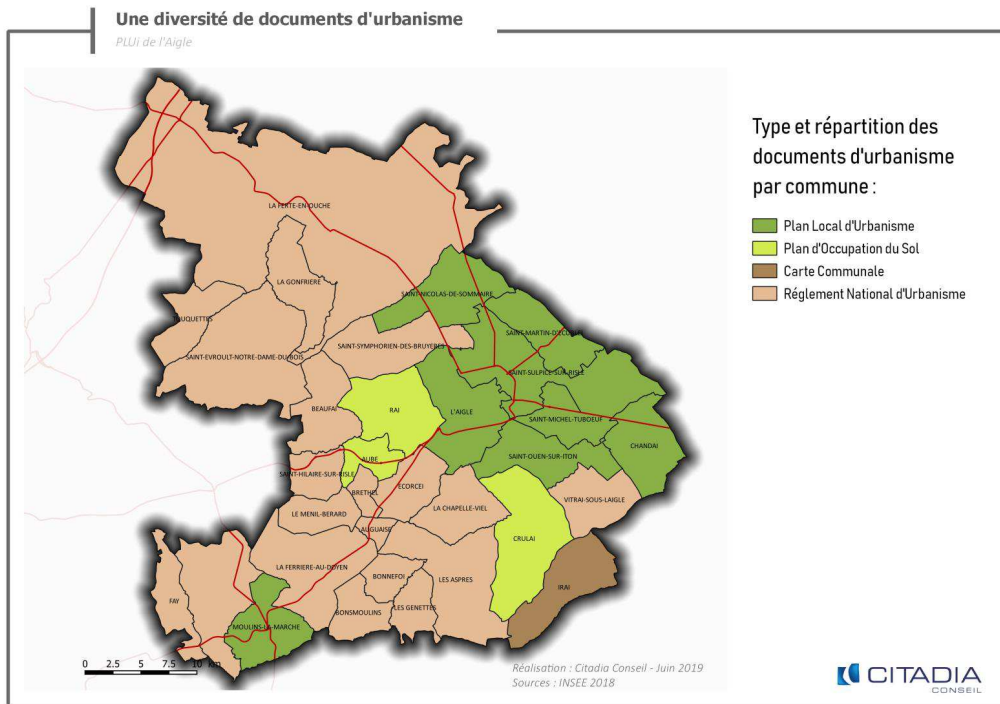 Une diversité de documents d'urbanisme
PLUi de l'Aigle
Type et répartition des
documents d'urbanisme
par commune :
Plan Local d'Urbanisme
Plan d'Occupation du Sol
Carte Communale
Réglement National d'Urbanisme
LA FERTE-EN-OUCHE
LA GONFRIERE
SAINT-NICOLAS-DE-SOMMAIRE
SAINT-EVROULT-NOTRE-DAME-DU-BOIS
SAINT-SYMPHORIEN-DES-BRUYERES
SAINT-SULPICE-SUR-RISLE
BEAUFAI
RAI
L'AIGLE
SAINT-MICHEL-TUBOEUF
CHANDAI
AUBE
SAINT-OUEN-SUR-ITON
SAINT-HILAIRE-SUR-RISLE
BRETHEL
ECORCEI
VITRAI-SOUS-LAIGLE
LE MENIL-BERARD
LA CHAPELLE-VIEL
AUGUAISE
CRULAI
LA FERRIERE-AU-DOYEN
BONNEFOI
LES ASPRES
IRAI
FAY
BONSMOULINS
LES GENETTES
MOULINS-LA-MARCHE
0 2.5 5 7.5 10 km
Réalisation : Citadia Conseil - Juin 2019
Sources : INSEE 2018
CITADIA
CONSEIL